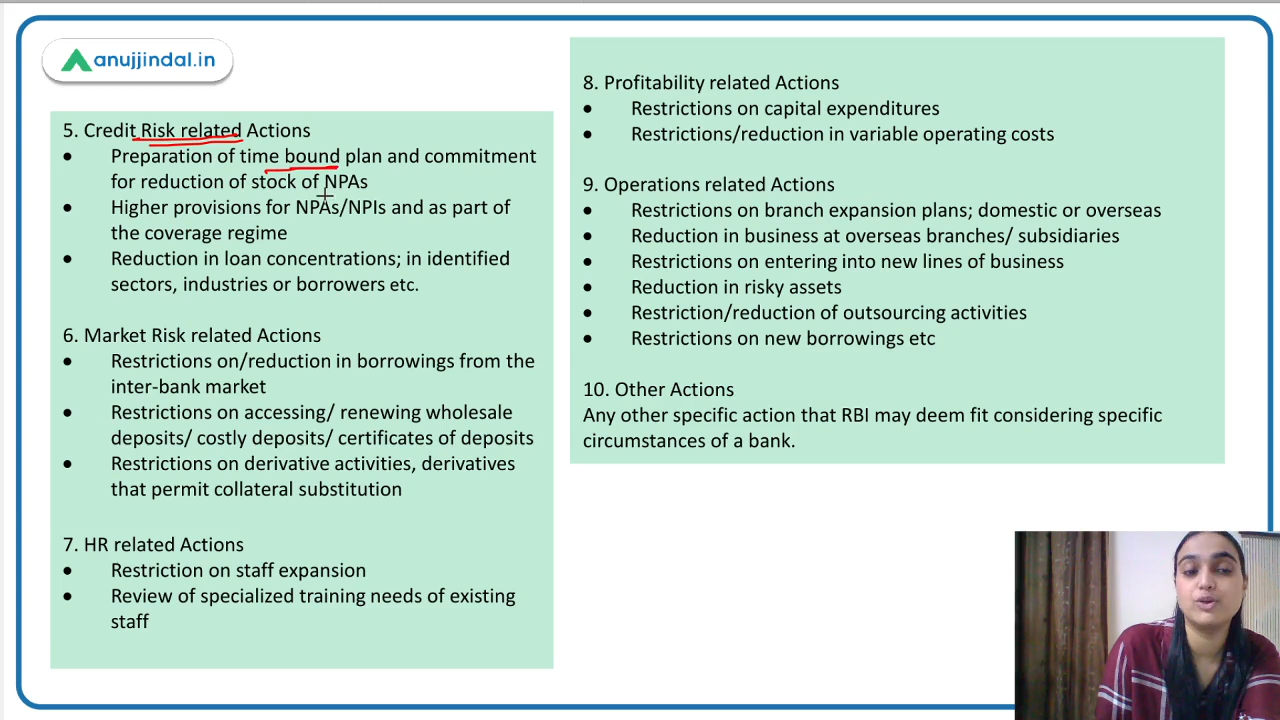 anujjindal.in
5. Credit Risk related Actions
• Preparation of time bound plan and commitment
for reduction of stock of NPAs
• Higher provisions for NPAs/NPIs and as part of
the coverage regime
• Reduction in loan concentrations; in identified
sectors, industries or borrowers etc.
6. Market Risk related Actions
• Restrictions on/reduction in borrowings from the
inter-bank market
• Restrictions on accessing/ renewing wholesale
deposits/ costly deposits/ certificates of deposits
• Restrictions on derivative activities, derivatives
that permit collateral substitution
7. HR related Actions
• Restriction on staff expansion
• Review of specialized training needs of existing
staff
8. Profitability related Actions
• Restrictions on capital expenditures
• Restrictions/reduction in variable operating costs
9. Operations related Actions
• Restrictions on branch expansion plans; domestic or overseas
• Reduction in business at overseas branches/ subsidiaries
• Restrictions on entering into new lines of business
• Reduction in risky assets
• Restriction/reduction of outsourcing activities
• Restrictions on new borrowings etc
10. Other Actions
Any other specific action that RBI may deem fit considering specific
circumstances of a bank.